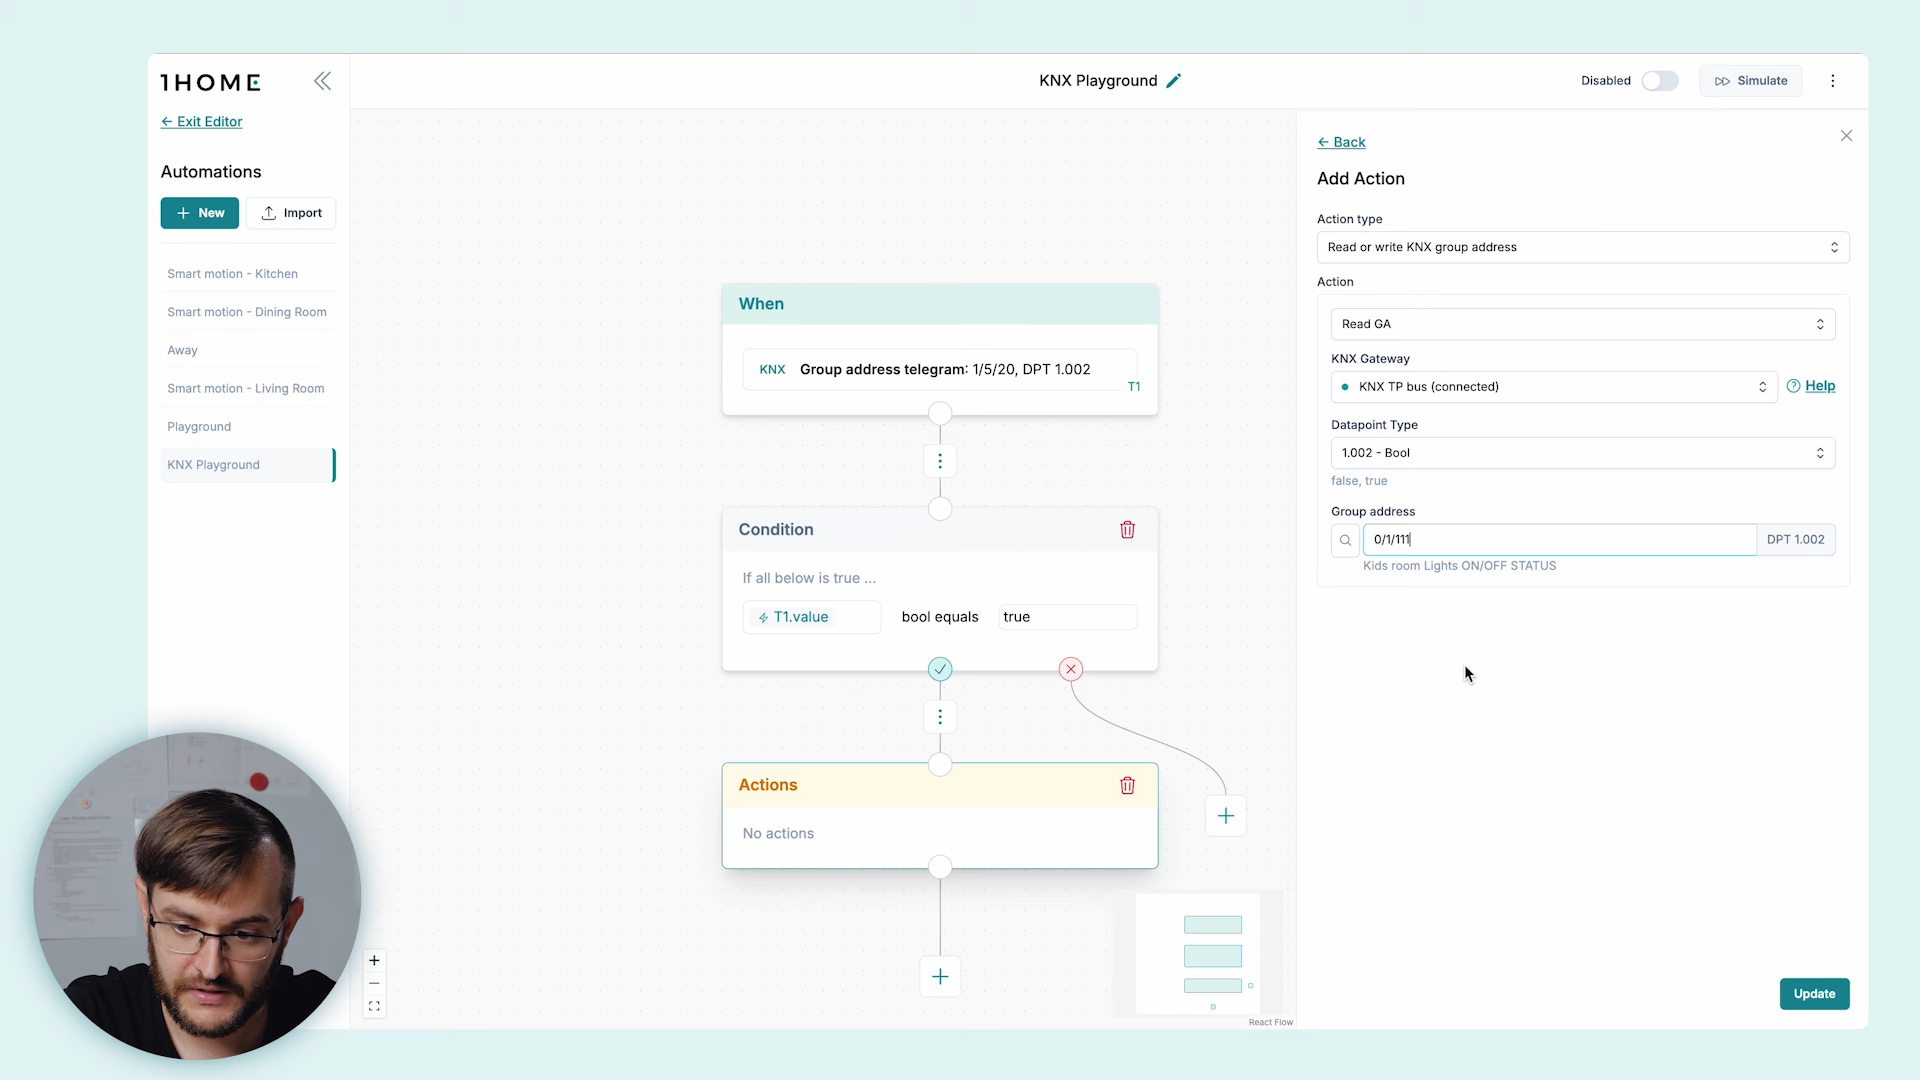 1HOME
← Exit Editor
Automations
+ New
Import
Smart motion - Kitchen
Smart motion - Dining Room
Away
Smart motion - Living Room
Playground
KNX Playground
KNX Playground
Disabled
Simulate
When
KNX Group address telegram: 1/5/20, DPT 1.002
T1
Condition
If all below is true ...
T1.value bool equals true
Actions
No actions
React Flow
← Back
Add Action
Action type
Read or write KNX group address
Action
Read GA
KNX Gateway
KNX TP bus (connected)
Help
Datapoint Type
1.002 - Bool
false, true
Group address
0/1/111
DPT 1.002
Kids room Lights ON/OFF STATUS
Update